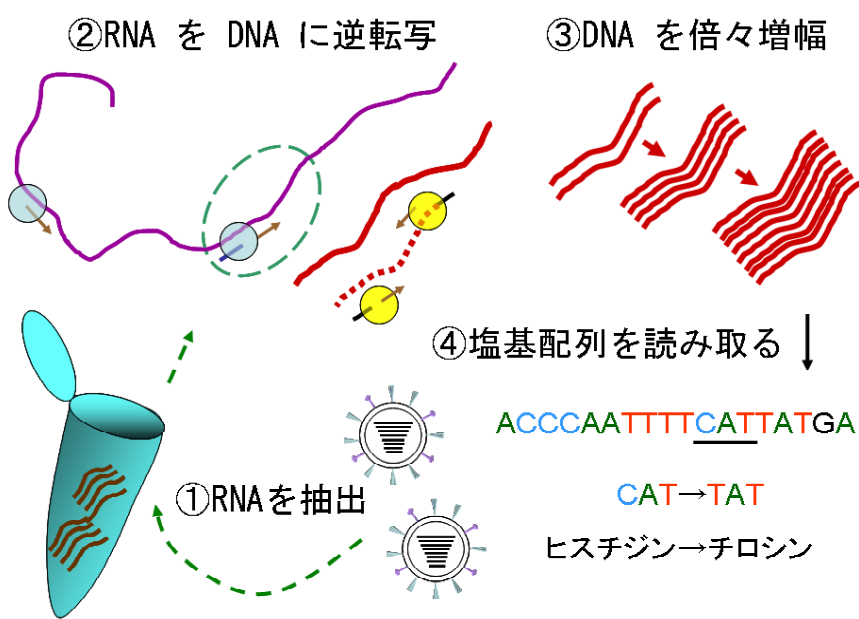 ②RNA を DNA に逆転写
③DNA を倍々増幅
④塩基配列を読み取る
ACCCAATTTTCATTATGA
①RNAを抽出
CAT→TAT
ヒスチジン→チロシン